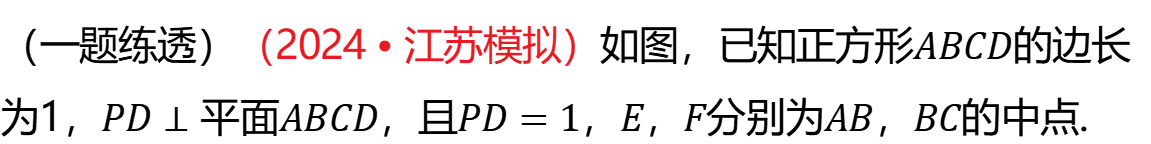 （一题练透）（2024·江苏模拟）如图，已知正方形ABCD的边长
为1，PD⊥平面ABCD，且PD = 1，E，F分别为AB，BC的中点.